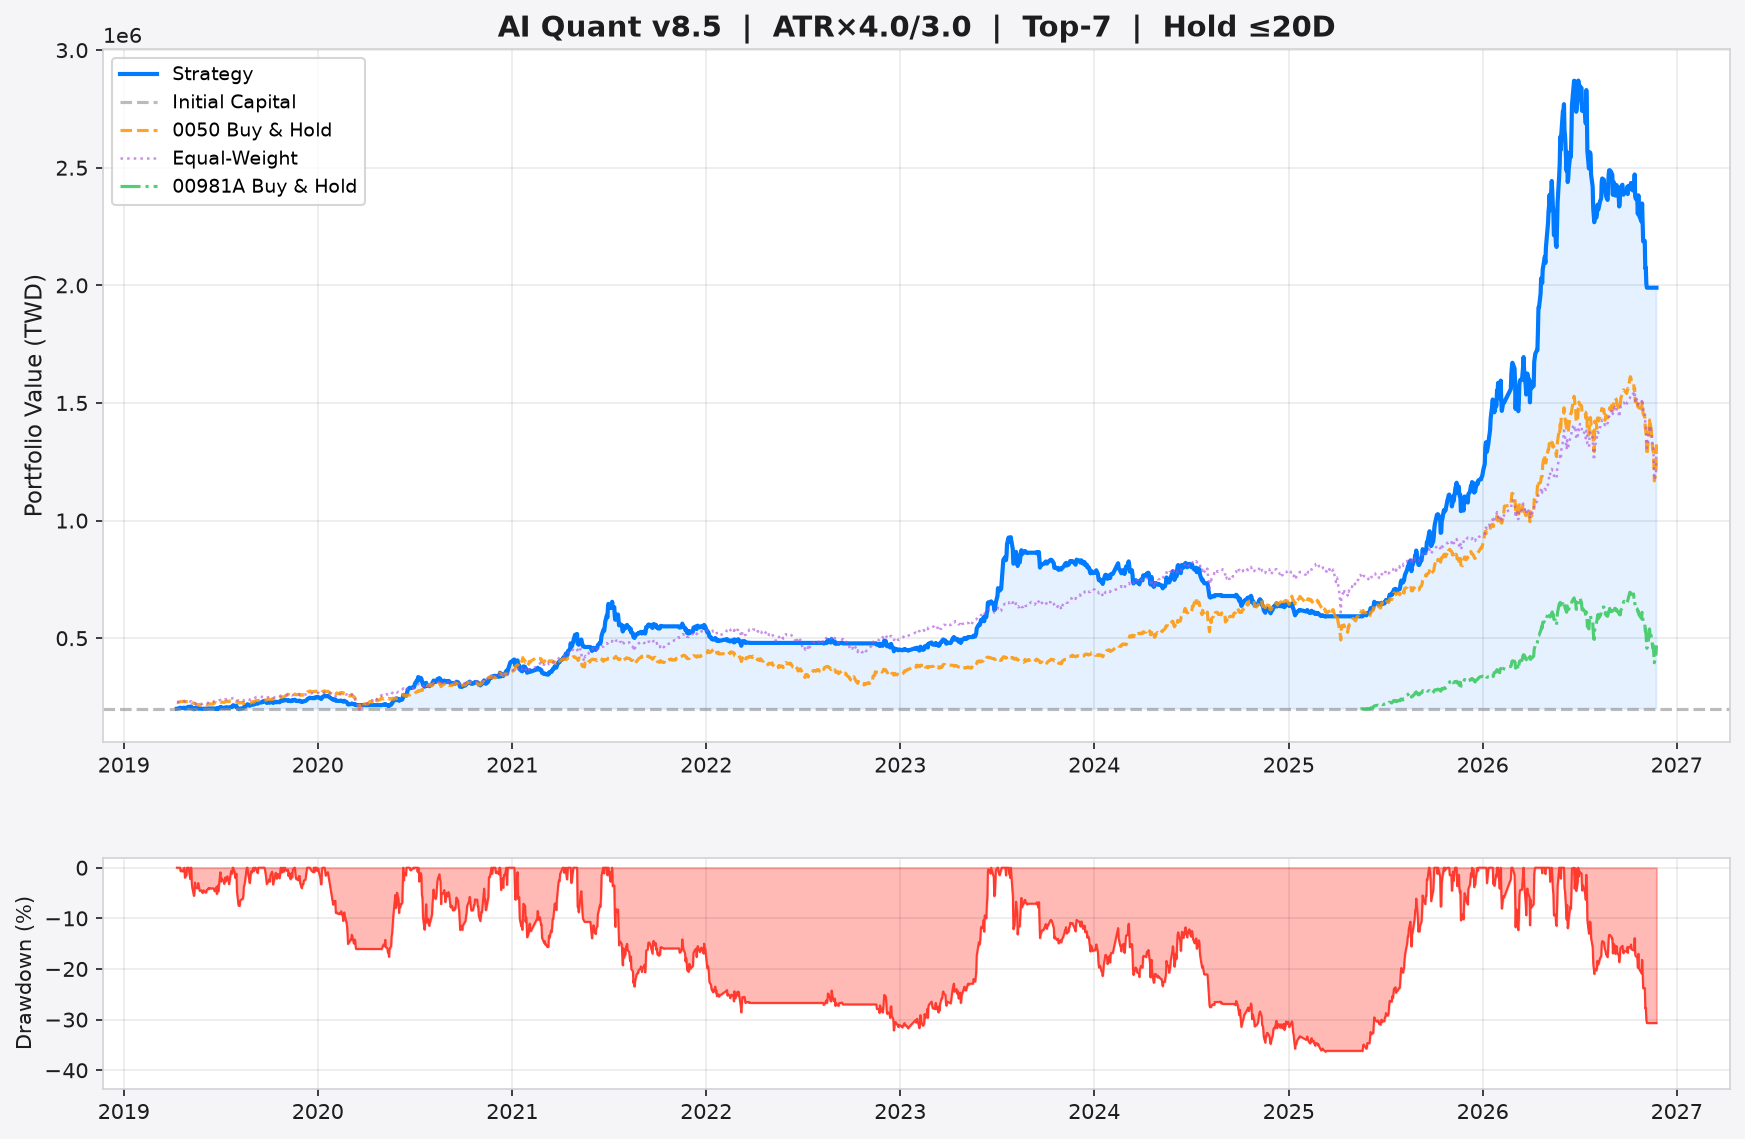 AI Quant v8.5 | ATR×4.0/3.0 | Top-7 | Hold ≤20D
1e6
Strategy
Initial Capital
0050 Buy & Hold
Equal-Weight
00981A Buy & Hold
Portfolio Value (TWD)
3.0
2.5
2.0
1.5
1.0
0.5
2019 2020 2021 2022 2023 2024 2025 2026 2027
Drawdown (%)
0
−10
−20
−30
−40
2019 2020 2021 2022 2023 2024 2025 2026 2027